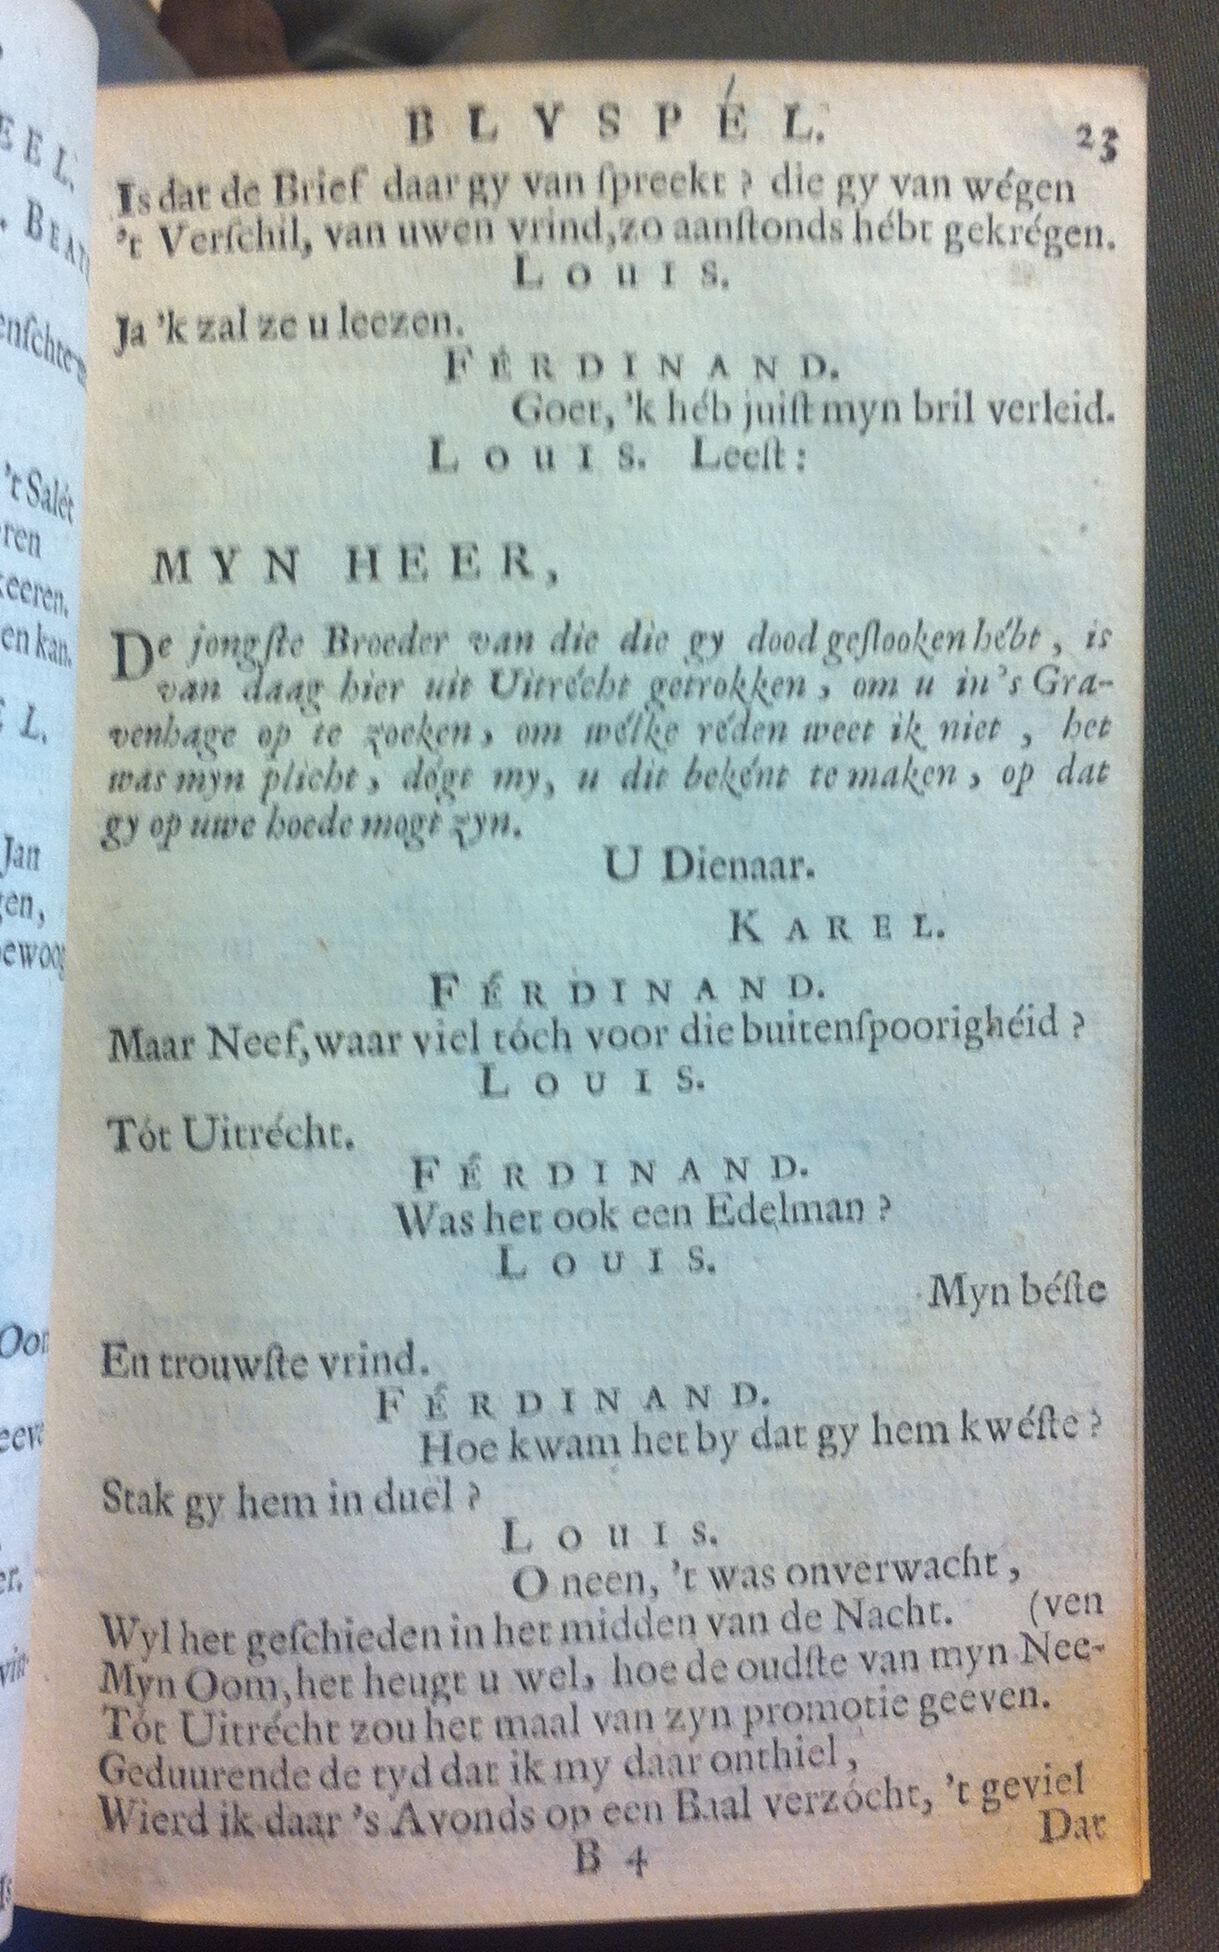 BLYSPÉL. 23
Is dat de Brief daar gy van ſpreekt? die gy van wégen
't Verſchil, van uwen vrind, zo aanſtonds hébt gekrégen.
LOUIS.
Ja 'k zal ze u leezen.
FÉRDINAND.
Goet, 'k héb juiſt myn bril verleid.
LOUIS. Leeſt:
MYN HEER,
De jongſte Broeder van die die gy dood geſtooken hébt, is
van daag hier uit Uitrécht getrokken, om u in 's Gra-
venhage op te zoeken, om wélke réden weet ik niet, het
was myn plicht, dógt my, u dit beként te maken, op dat
gy op uwe hoede mogt zyn.
U Dienaar.
KAREL.
FÉRDINAND.
Maar Neef, waar viel tóch voor die buitenſpoorighéid?
LOUIS.
Tót Uitrécht.
FÉRDINAND.
Was het ook een Edelman?
LOUIS.
Myn béſte
En trouwſte vrind.
FÉRDINAND.
Hoe kwam het by dat gy hem kwéſte?
Stak gy hem in duël?
LOUIS.
O neen, 't was onverwacht,
Wyl het geſchieden in het midden van de Nacht. (ven
Myn Oom, het heugt u wel, hoe de oudſte van myn Nee-
Tót Uitrécht zou het maal van zyn promotie geeven.
Geduurende de tyd dat ik my daar onthiel,
Wierd ik daar 's Avonds op een Baal verzócht, 't geviel
B 4 Dat